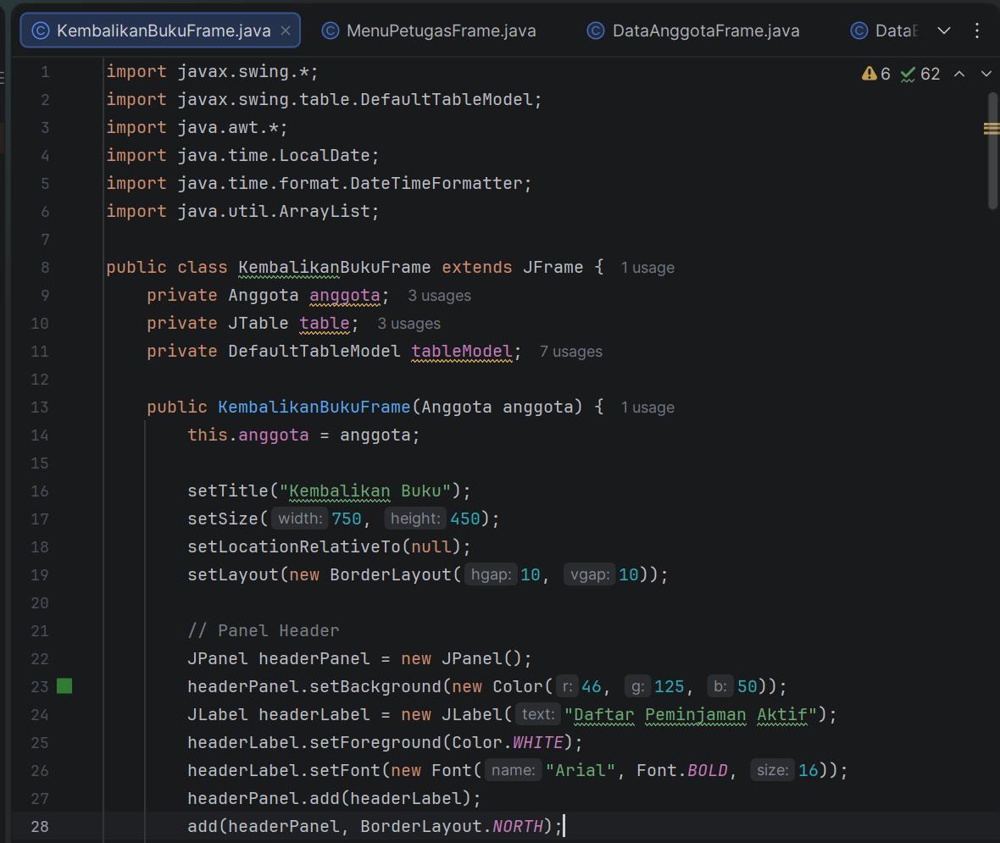 KembalikanBukuFrame.java MenuPetugasFrame.java DataAnggotaFrame.java
6 62
1 import javax.swing.*;
2 import javax.swing.table.DefaultTableModel;
3 import java.awt.*;
4 import java.time.LocalDate;
5 import java.time.format.DateTimeFormatter;
6 import java.util.ArrayList;
7
8 public class KembalikanBukuFrame extends JFrame { 1 usage
9 private Anggota anggota; 3 usages
10 private JTable table; 3 usages
11 private DefaultTableModel tableModel; 7 usages
12
13 public KembalikanBukuFrame(Anggota anggota) { 1 usage
14 this.anggota = anggota;
15
16 setTitle("Kembalikan Buku");
17 setSize( width: 750, height: 450);
18 setLocationRelativeTo(null);
19 setLayout(new BorderLayout( hgap: 10, vgap: 10));
20
21 // Panel Header
22 JPanel headerPanel = new JPanel();
23 headerPanel.setBackground(new Color( r: 46, g: 125, b: 50));
24 JLabel headerLabel = new JLabel( text: "Daftar Peminjaman Aktif");
25 headerLabel.setForeground(Color.WHITE);
26 headerLabel.setFont(new Font( name: "Arial", Font.BOLD, size: 16));
27 headerPanel.add(headerLabel);
28 add(headerPanel, BorderLayout.NORTH);